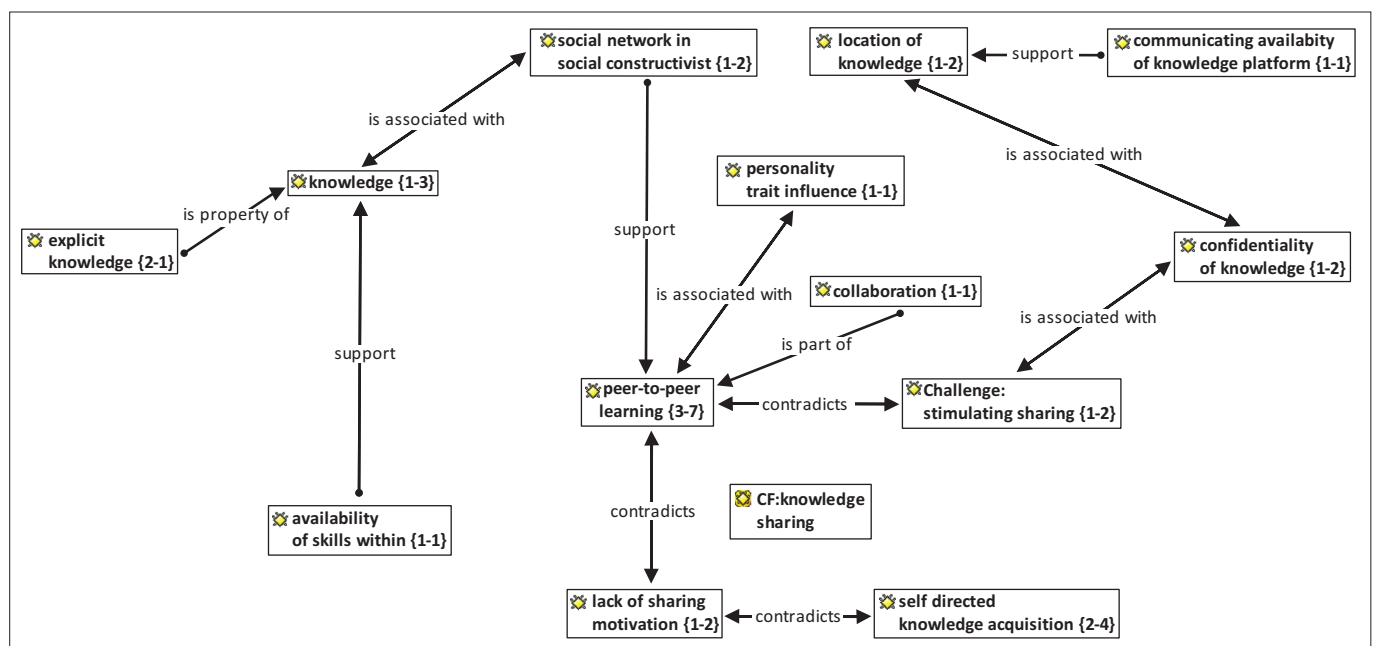 social network in
social constructivist {1-2}
location of
knowledge {1-2}
support
communicating availabity
of knowledge platform {1-1}
is associated with
is associated with
personality
trait influence {1-1}
knowledge {1-3}
is property of
support
explicit
knowledge {2-1}
confidentiality
of knowledge {1-2}
is associated with
collaboration {1-1}
is associated with
support
is part of
peer-to-peer
learning {3-7}
contradicts
Challenge:
stimulating sharing {1-2}
contradicts
CF:knowledge
sharing
availability
of skills within {1-1}
lack of sharing
motivation {1-2}
contradicts
self directed
knowledge acquisition {2-4}